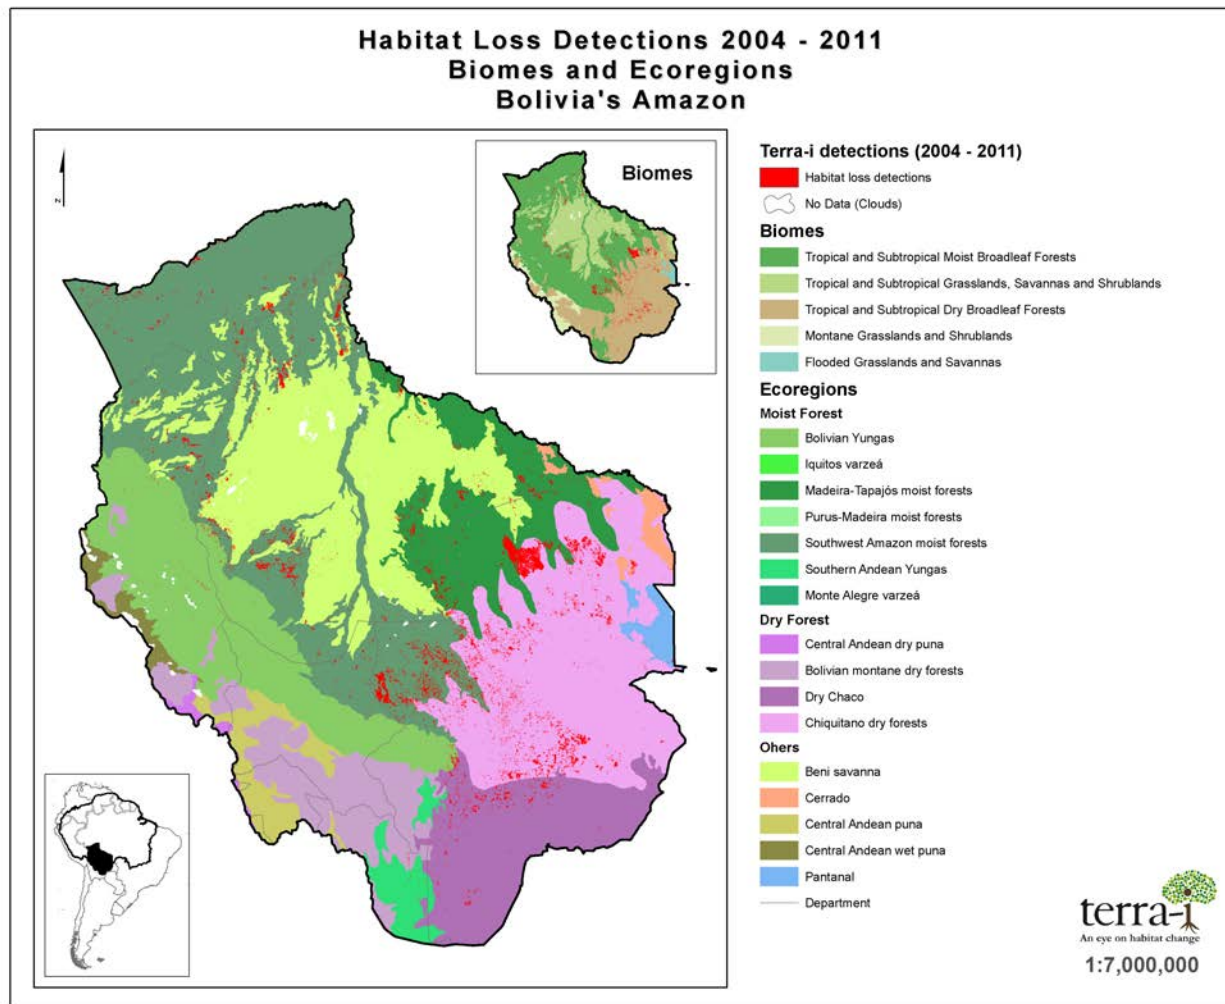 Habitat Loss Detections 2004 - 2011
Biomes and Ecoregions
Bolivia's Amazon
N
Biomes
Terra-i detections (2004 - 2011)
Habitat loss detections
No Data (Clouds)
Biomes
Tropical and Subtropical Moist Broadleaf Forests
Tropical and Subtropical Grasslands, Savannas and Shrublands
Tropical and Subtropical Dry Broadleaf Forests
Montane Grasslands and Shrublands
Flooded Grasslands and Savannas
Ecoregions
Moist Forest
Bolivian Yungas
Iquitos varzeá
Madeira-Tapajós moist forests
Purus-Madeira moist forests
Southwest Amazon moist forests
Southern Andean Yungas
Monte Alegre varzeá
Dry Forest
Central Andean dry puna
Bolivian montane dry forests
Dry Chaco
Chiquitano dry forests
Ohers
Beni savanna
Cerrado
Central Andean puna
Central Andean wet puna
Pantanal
Department
terra-i
An eye on habitat change
1:7,000,000